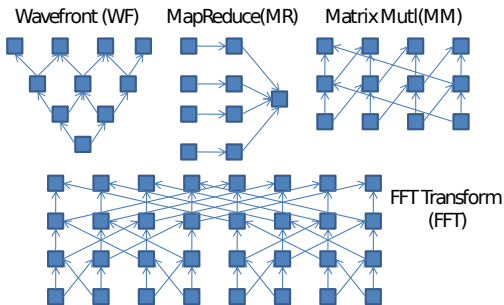 Wavefront (WF)
MapReduce(MR)
Matrix Mutl(MM)
FFT Transform
(FFT)